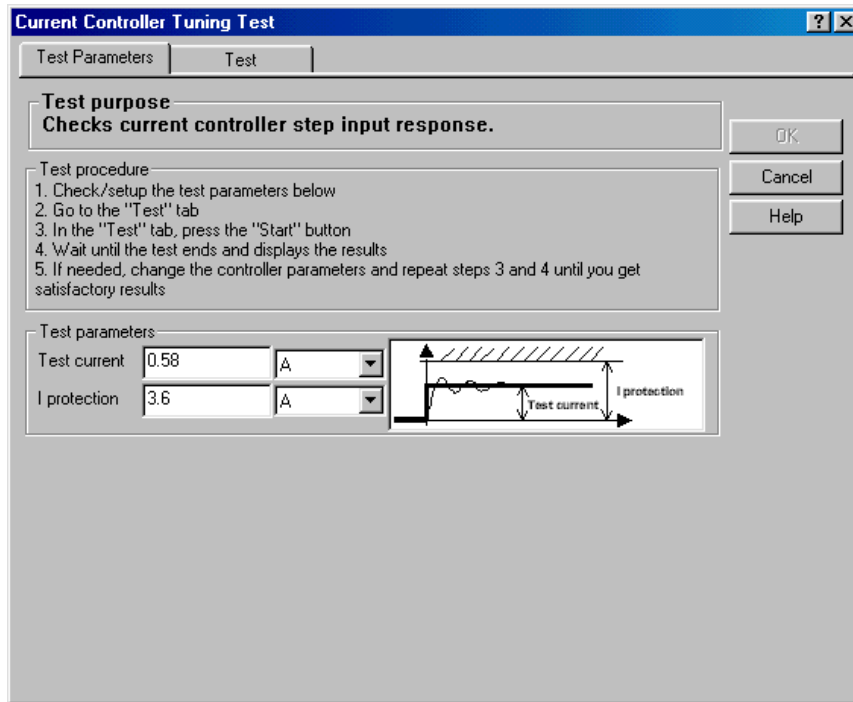 Current Controller Tuning Test
Test Parameters
Test
Test purpose
Checks current controller step input response.
OK
Cancel
Help
Test procedure
1. Check/setup the test parameters below
2. Go to the "Test" tab
3. In the "Test" tab, press the "Start" button
4. Wait until the test ends and displays the results
5. If needed, change the controller parameters and repeat steps 3 and 4 until you get
satisfactory results
Test parameters
Test current 0.58 A
I protection 3.6 A
I protection
Test current